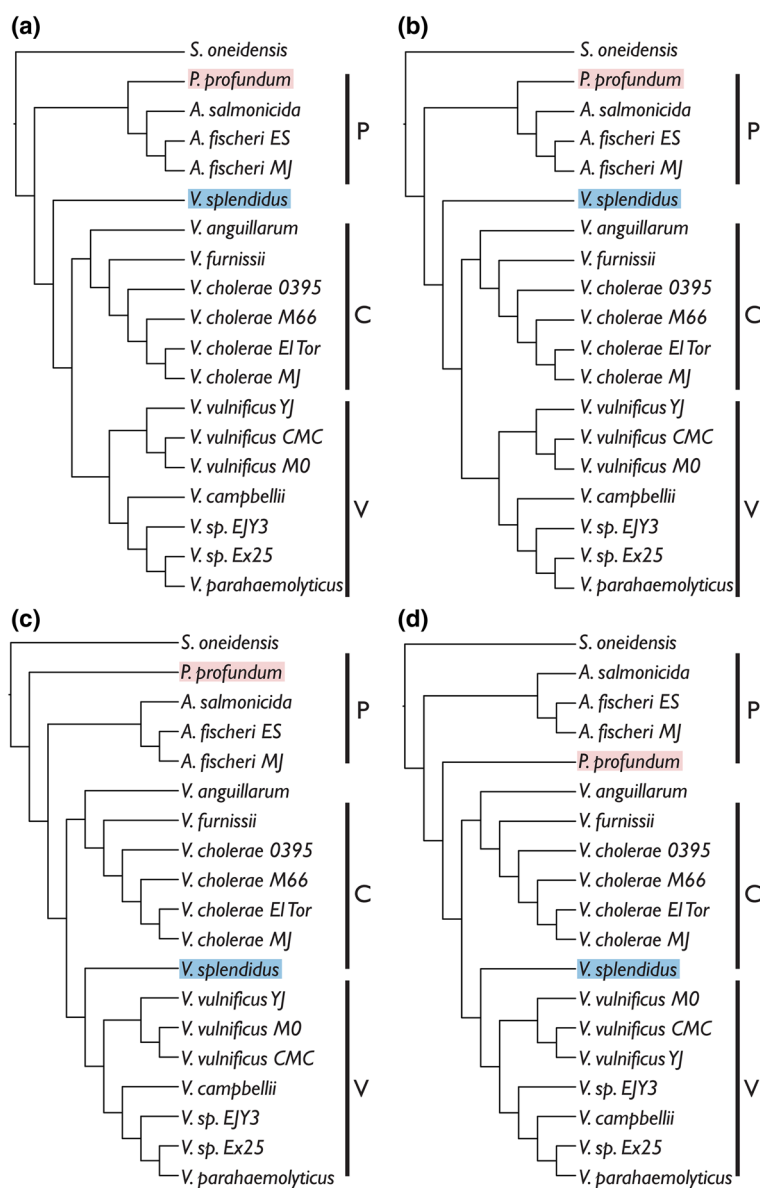 (a)
S. oneidensis
P. profundum
A. salmonicida
A. fischeri ES
A. fischeri MJ
P
V. splendidus
V. anguillarum
V. furnissii
V. cholerae 0395
V. cholerae M66
V. cholerae El Tor
V. cholerae MJ
C
V. vulnificus YJ
V. vulnificus CMC
V. vulnificus M0
V. campbellii
V. sp. EJY3
V. sp. Ex25
V. parahaemolyticus
V
(b)
S. oneidensis
P. profundum
A. salmonicida
A. fischeri ES
A. fischeri MJ
P
V. splendidus
V. anguillarum
V. furnissii
V. cholerae 0395
V. cholerae M66
V. cholerae El Tor
V. cholerae MJ
C
V. vulnificus YJ
V. vulnificus CMC
V. vulnificus M0
V. campbellii
V. sp. EJY3
V. sp. Ex25
V. parahaemolyticus
V
(c)
S. oneidensis
P. profundum
A. salmonicida
A. fischeri ES
A. fischeri MJ
P
V. anguillarum
V. furnissii
V. cholerae 0395
V. cholerae M66
V. cholerae El Tor
V. cholerae MJ
C
V. splendidus
V. vulnificus YJ
V. vulnificus M0
V. vulnificus CMC
V. campbellii
V. sp. EJY3
V. sp. Ex25
V. parahaemolyticus
V
(d)
S. oneidensis
A. salmonicida
A. fischeri ES
A. fischeri MJ
P. profundum
P
V. anguillarum
V. furnissii
V. cholerae 0395
V. cholerae M66
V. cholerae El Tor
V. cholerae MJ
C
V. splendidus
V. vulnificus M0
V. vulnificus CMC
V. vulnificus YJ
V. sp. EJY3
V. campbellii
V. sp. Ex25
V. parahaemolyticus
V